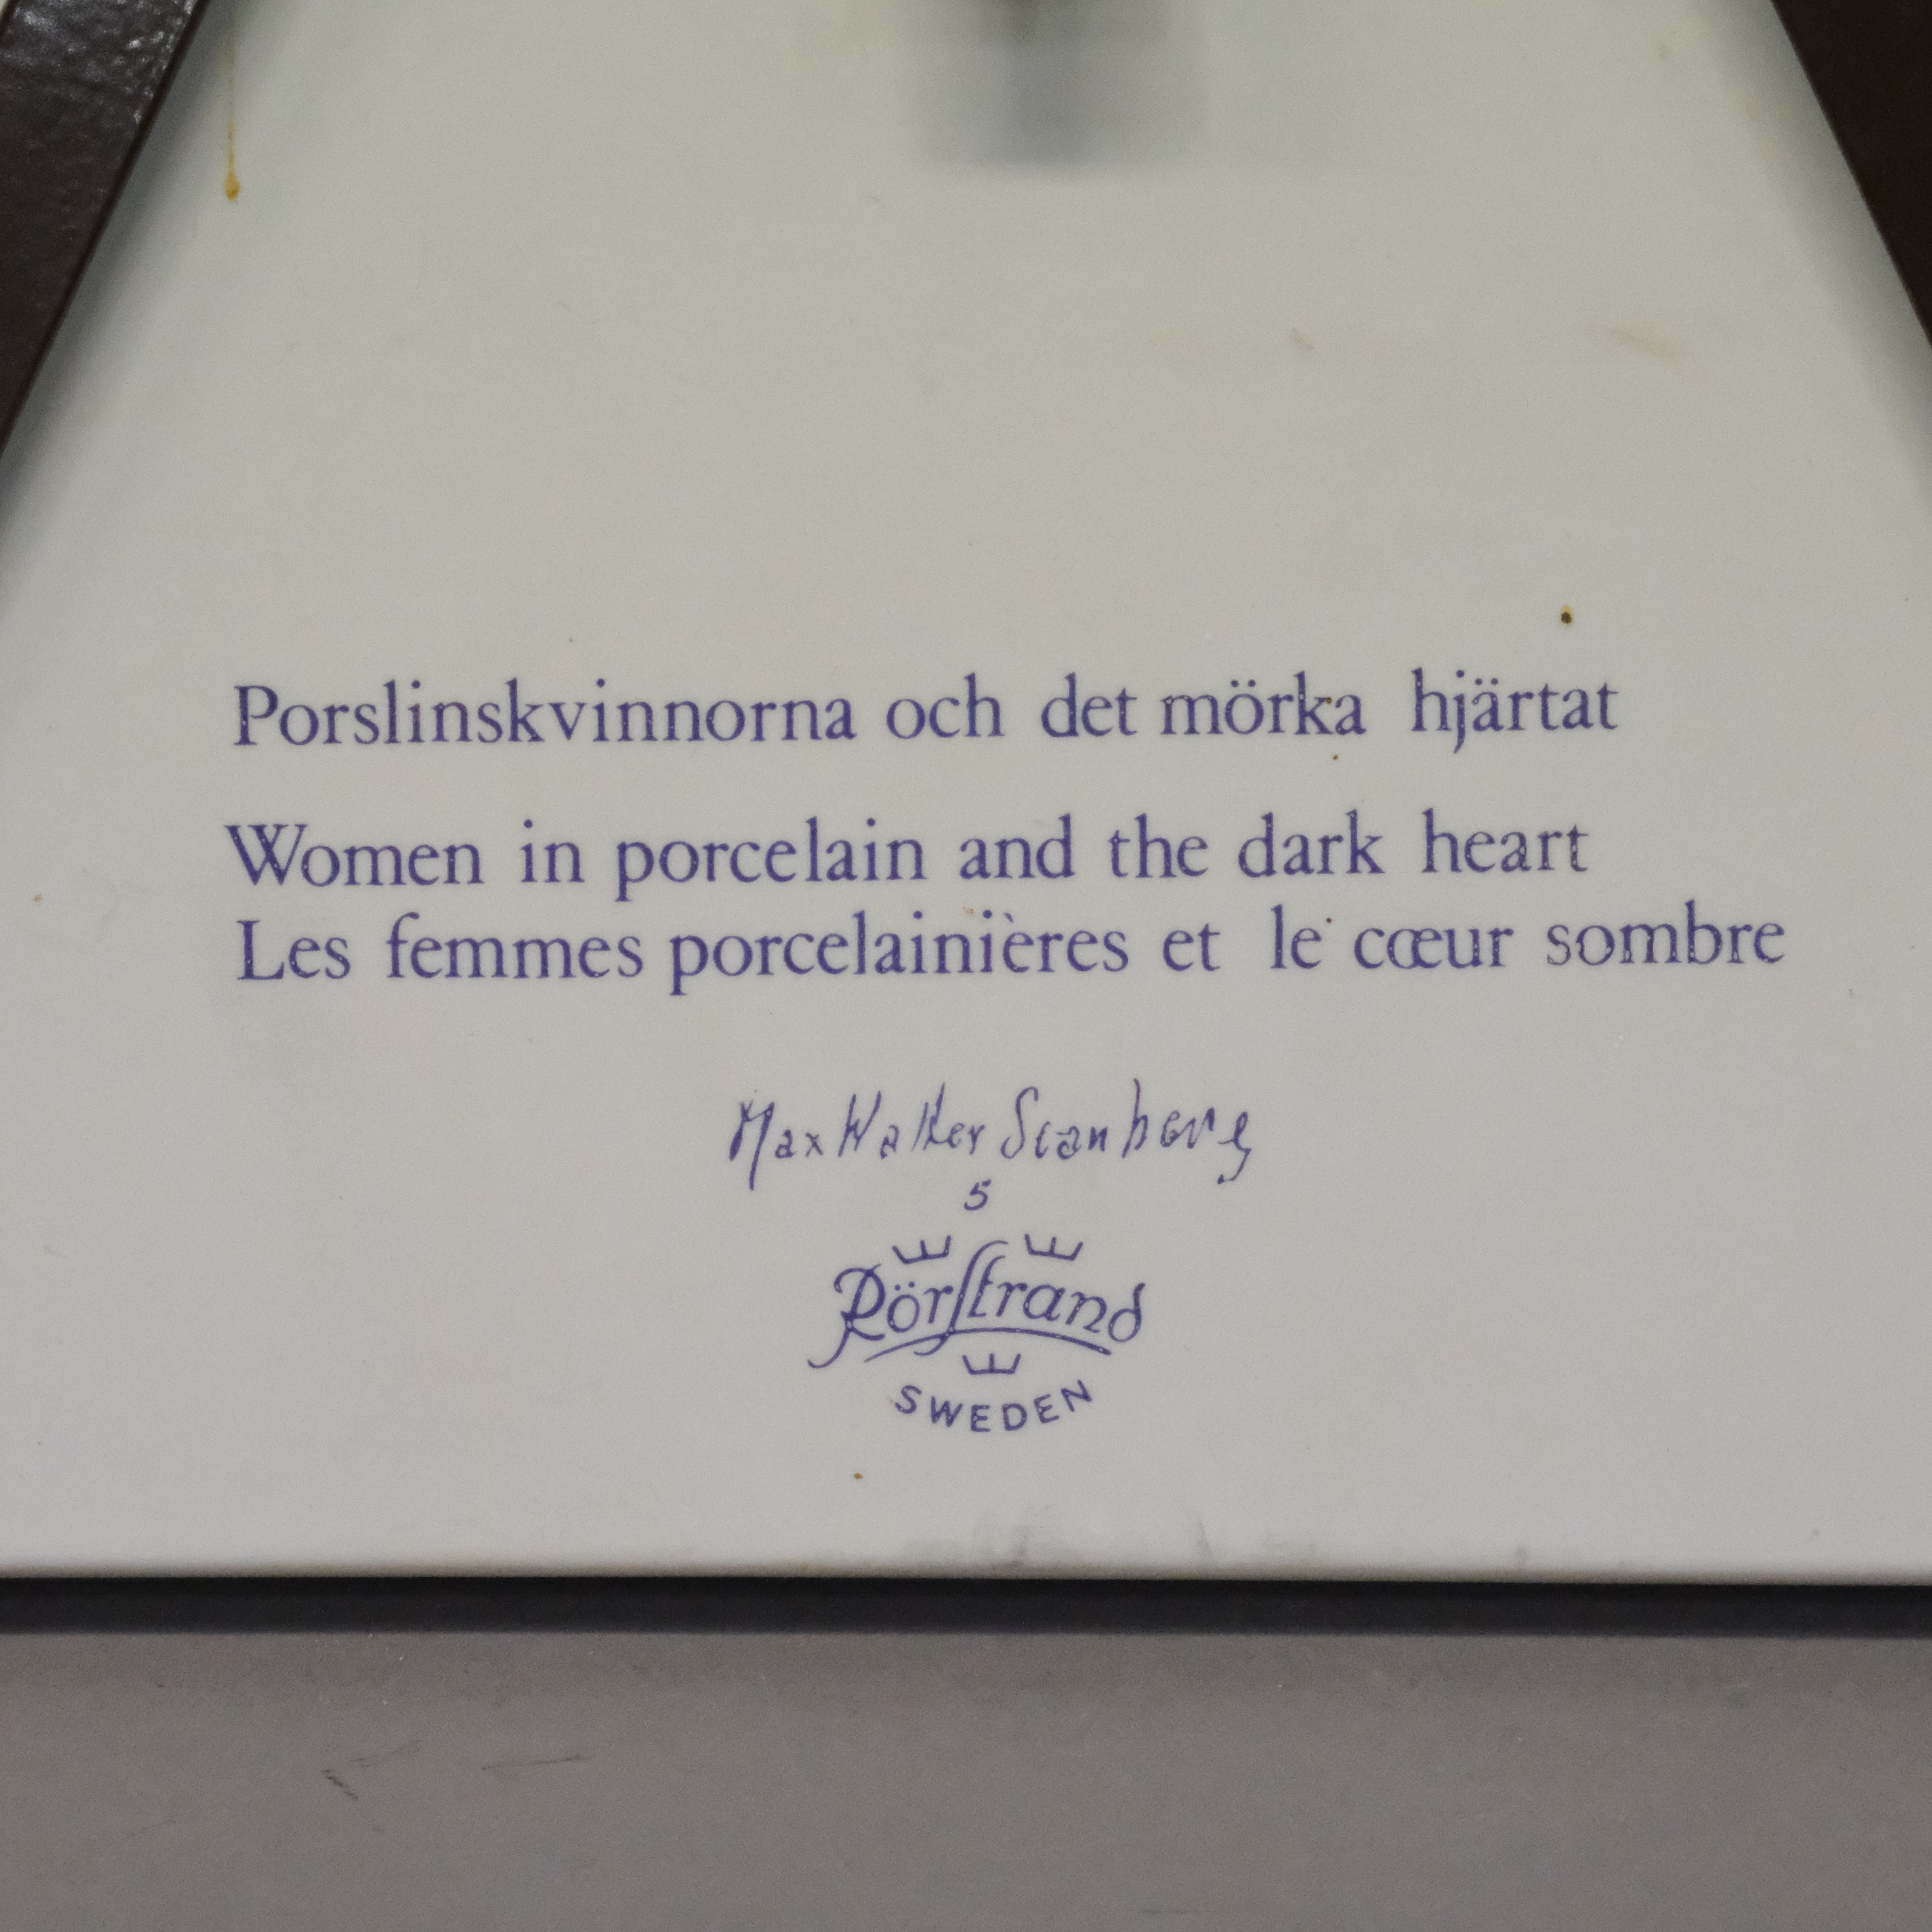 Porslinskvinnorna och det mörka hjärtat
Women in porcelain and the dark heart
Les femmes porcelainières et le cœur sombre
Max Walter Svanberg
5
Rörstrand
SWEDEN